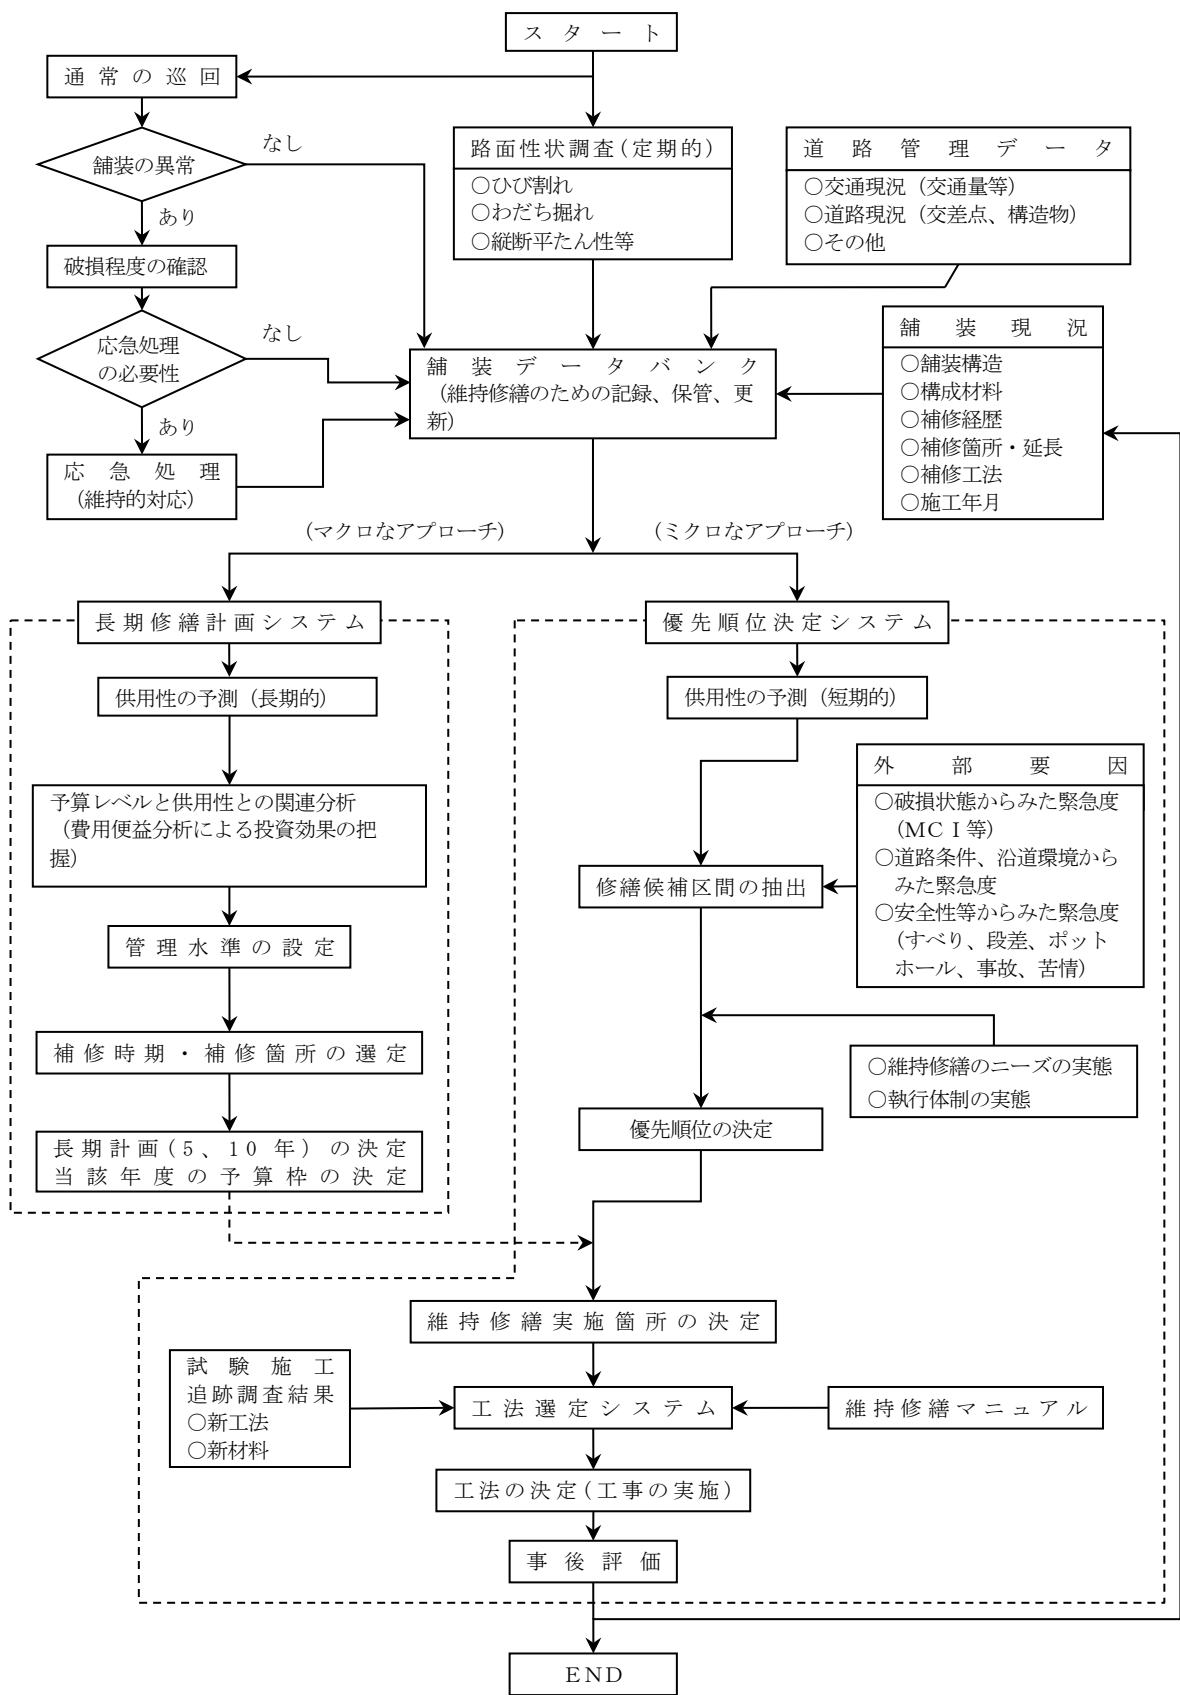 スタート
通常の巡回
舗装の異常
なし
あり
破損程度の確認
応急処理
の必要性
なし
あり
応急処理
（維持的対応）
路面性状調査(定期的)
○ひび割れ
○わだち掘れ
○縦断平たん性等
道路管理データ
○交通現況（交通量等）
○道路現況（交差点、構造物）
○その他
舗装現況
○舗装構造
○構成材料
○補修経歴
○補修箇所・延長
○補修工法
○施工年月
舗装データバンク
（維持修繕のための記録、保管、更
新）
（マクロなアプローチ）
（ミクロなアプローチ）
長期修繕計画システム
供用性の予測（長期的）
予算レベルと供用性との関連分析
（費用便益分析による投資効果の把
握）
管理水準の設定
補修時期・補修箇所の選定
長期計画(5、10 年)の決定
当該年度の予算枠の決定
優先順位決定システム
供用性の予測（短期的）
外部要因
○破損状態からみた緊急度
（MCI等）
○道路条件、沿道環境から
みた緊急度
○安全性等からみた緊急度
（すべり、段差、ポット
ホール、事故、苦情）
修繕候補区間の抽出
○維持修繕のニーズの実態
○執行体制の実態
優先順位の決定
維持修繕実施箇所の決定
試験施工
追跡調査結果
○新工法
○新材料
工法選定システム
維持修繕マニュアル
工法の決定(工事の実施)
事後評価
END